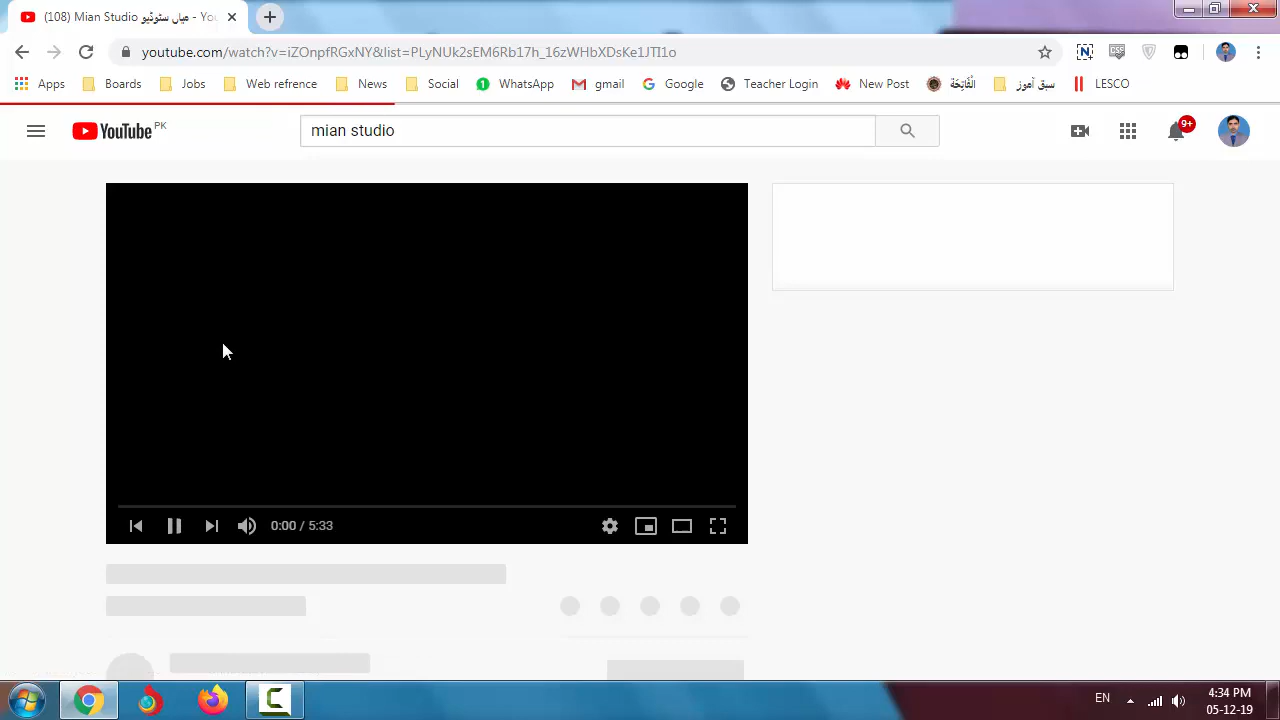 (108) Mian Studio میاں سٹوڈیو - You
youtube.com/watch?v=iZOnpfRGxNY&list=PLyNUk2sEM6Rb17h_16zWHbXDsKe1JTI1o
Apps Boards Jobs Web refrence News Social WhatsApp gmail Google Teacher Login New Post الْفَاتِحَة سبق آموز LESCO
YouTube PK
mian studio
9+
0:00 / 5:33
EN
4:34 PM
05-12-19